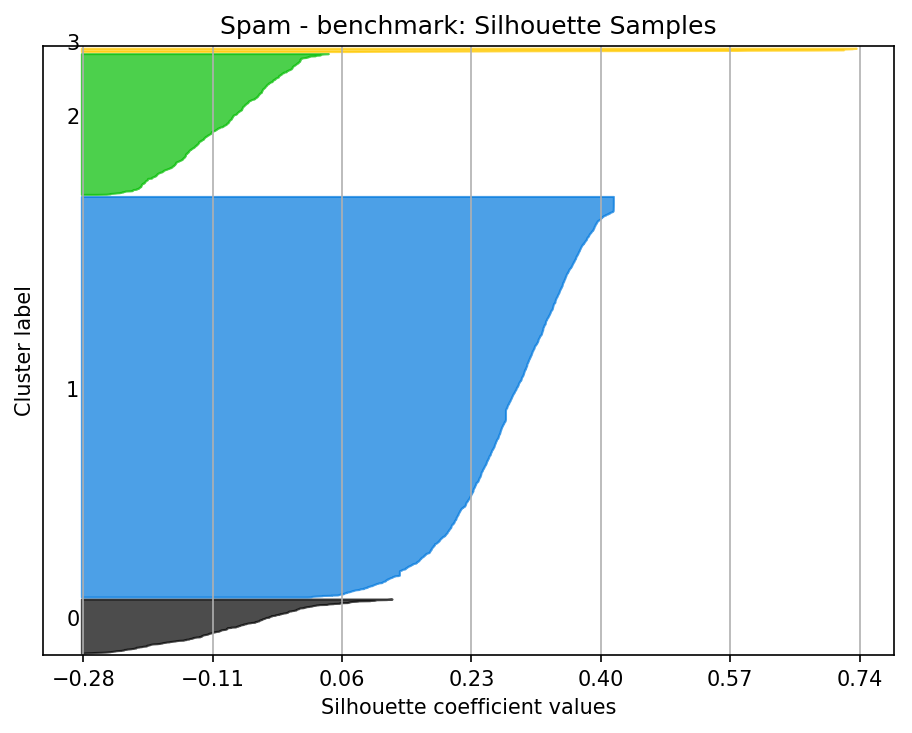 Spam - benchmark: Silhouette Samples
3
2
1
0
Cluster label
−0.28 −0.11 0.06 0.23 0.40 0.57 0.74
Silhouette coefficient values